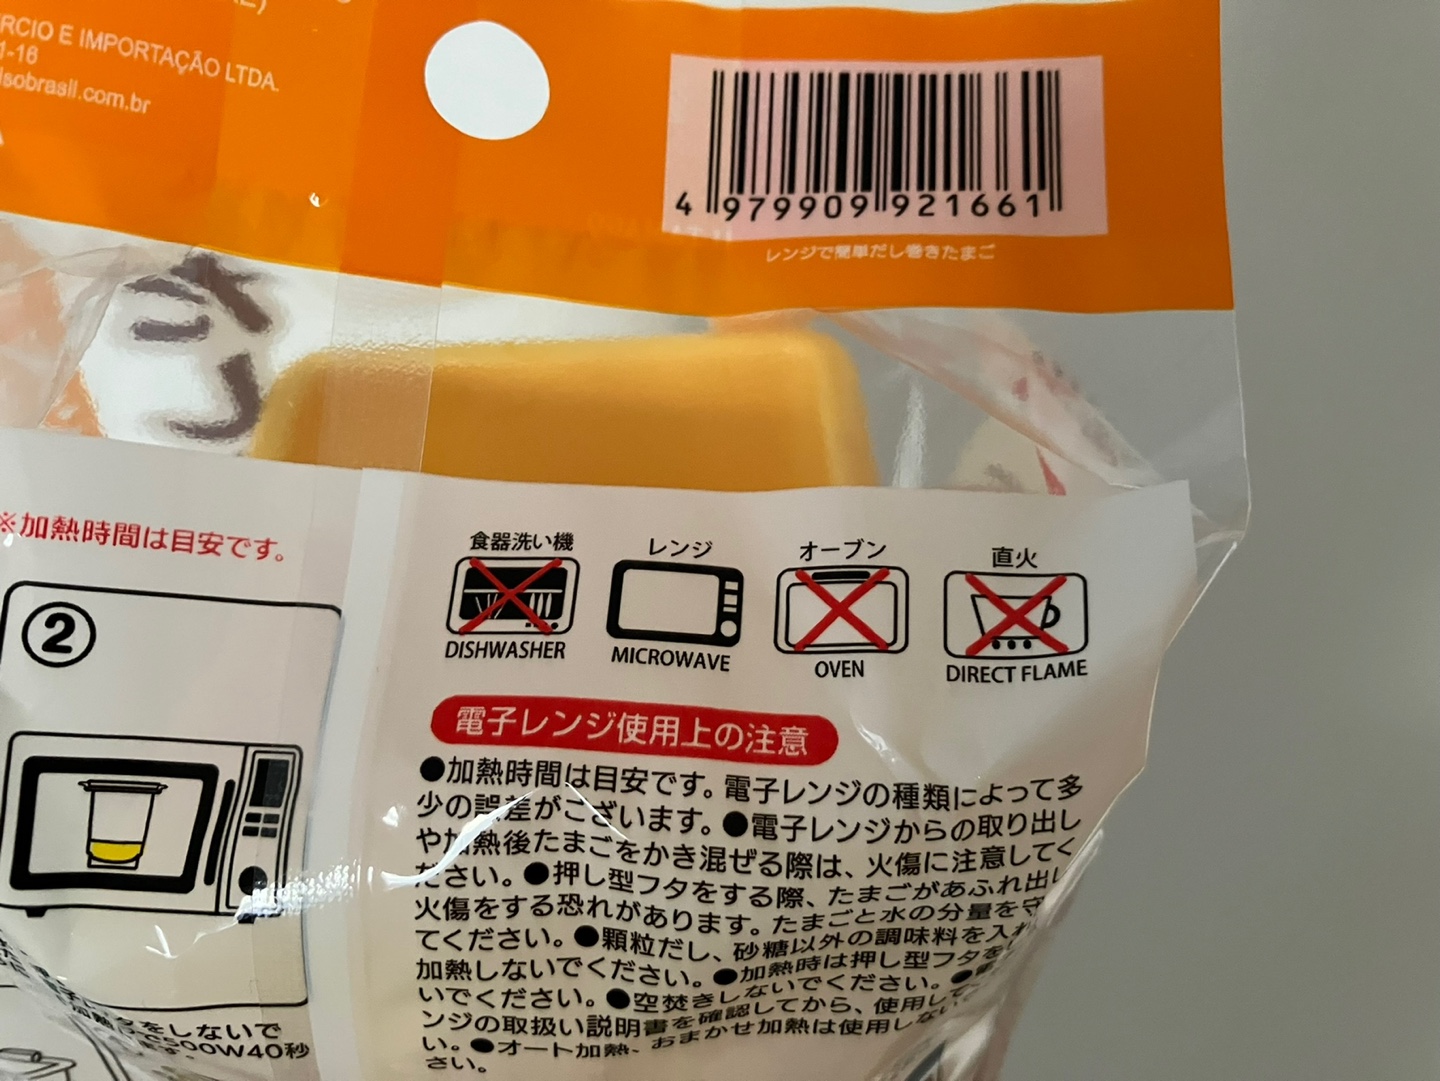 RCIO E IMPORTAÇÃO LTDA.
1-16
isobrasil.com.br
4 979909 921661
レンジで簡単だし巻きたまご
※加熱時間は目安です。
②
食器洗い機
レンジ
オーブン
直火
DISHWASHER
MICROWAVE
OVEN
DIRECT FLAME
電子レンジ使用上の注意
●加熱時間は目安です。電子レンジの種類によって多
少の誤差がございます。●電子レンジからの取り出し
や加熱後たまごをかき混ぜる際は、火傷に注意してく
ださい。●押し型フタをする際、たまごがあふれ出し
火傷をする恐れがあります。たまごと水の分量を守
てください。●顆粒だし、砂糖以外の調味料を入れ
加熱しないでください。●加熱時は押し型フタを
いでください。●空焚きしないでください。●
ンジの取扱い説明書を確認してから、使用して
い。●オート加熱、おまかせ加熱は使用しない
さい。
をしないで
500W40秒